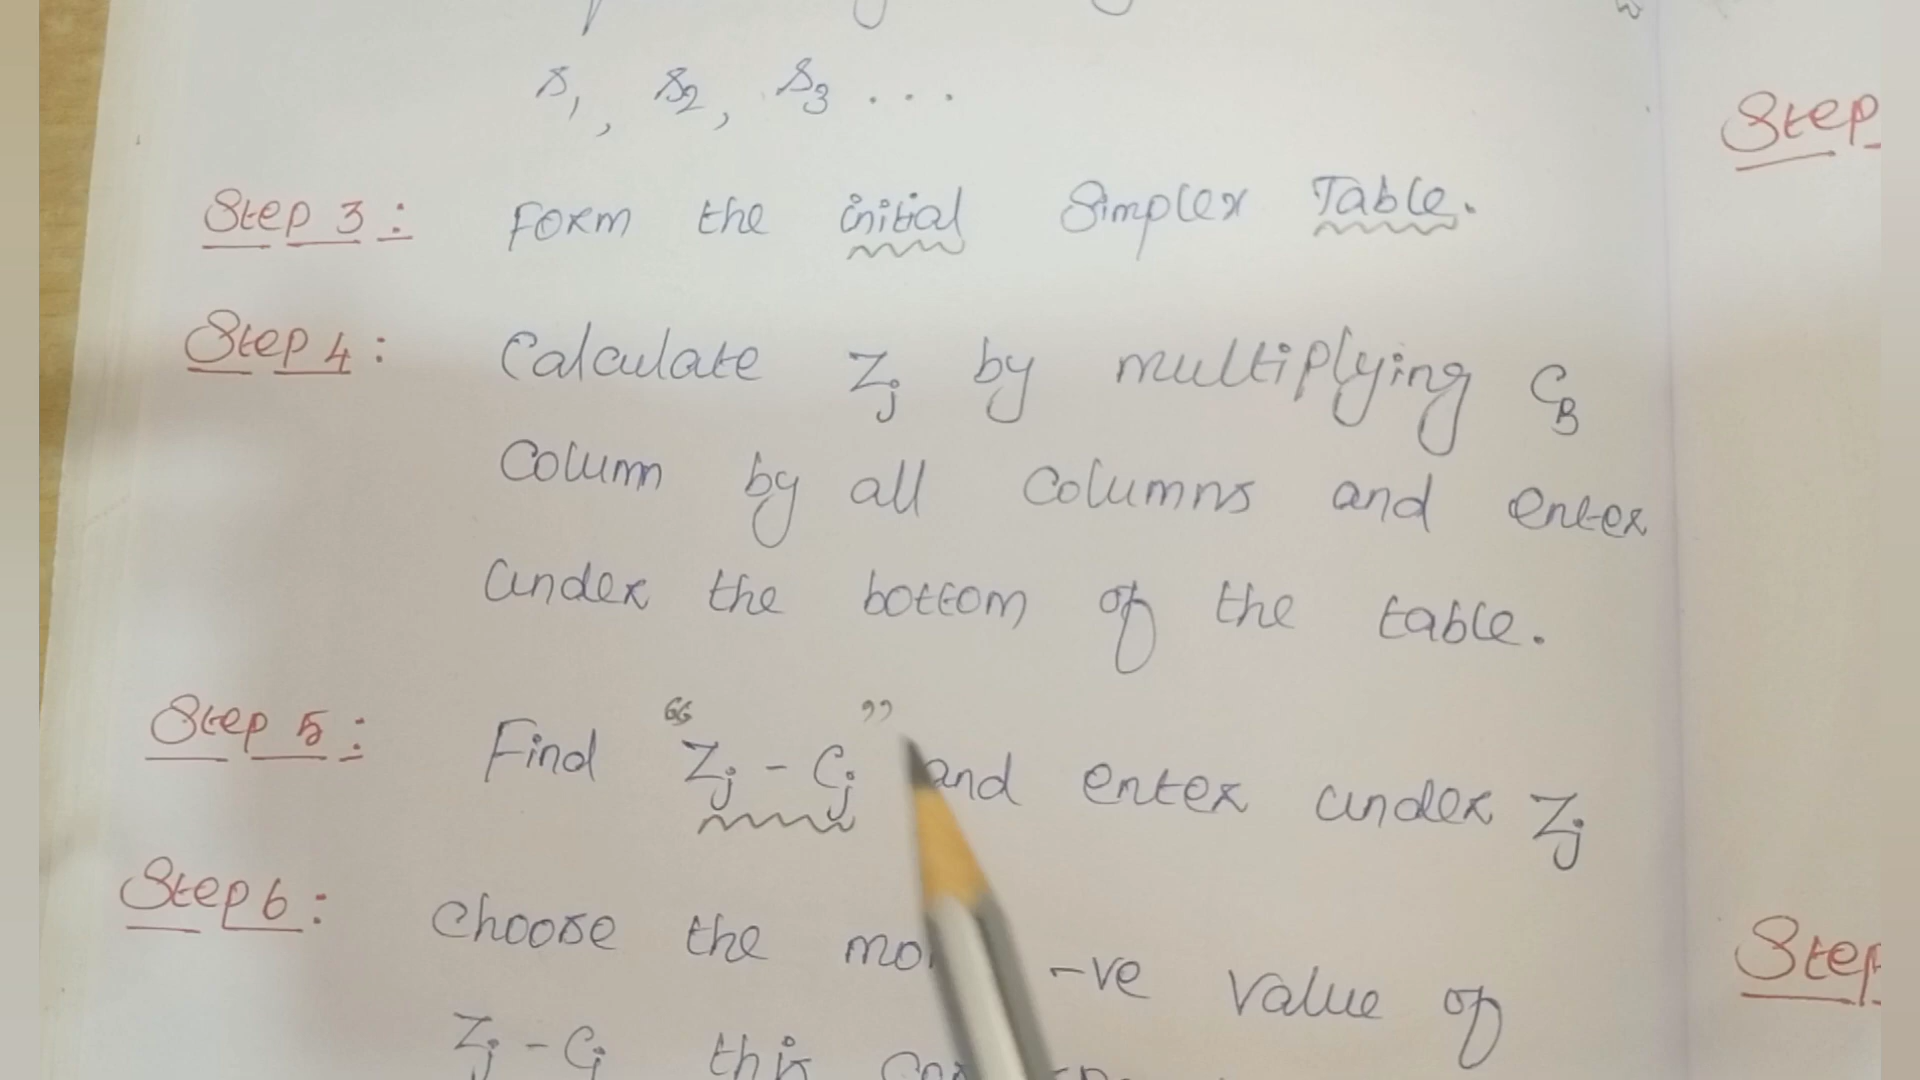 s₁, s₂, s₃ ...
Step 3: Form the initial Simplex Table.
Step 4: Calculate Zj by multiplying CB
Column by all Columns and enter
under the bottom of the table.
Step 5: Find “Zj - Cj” and enter under Zj
Step 6: Choose the -ve value of
Zj - Cj this
Step
Step